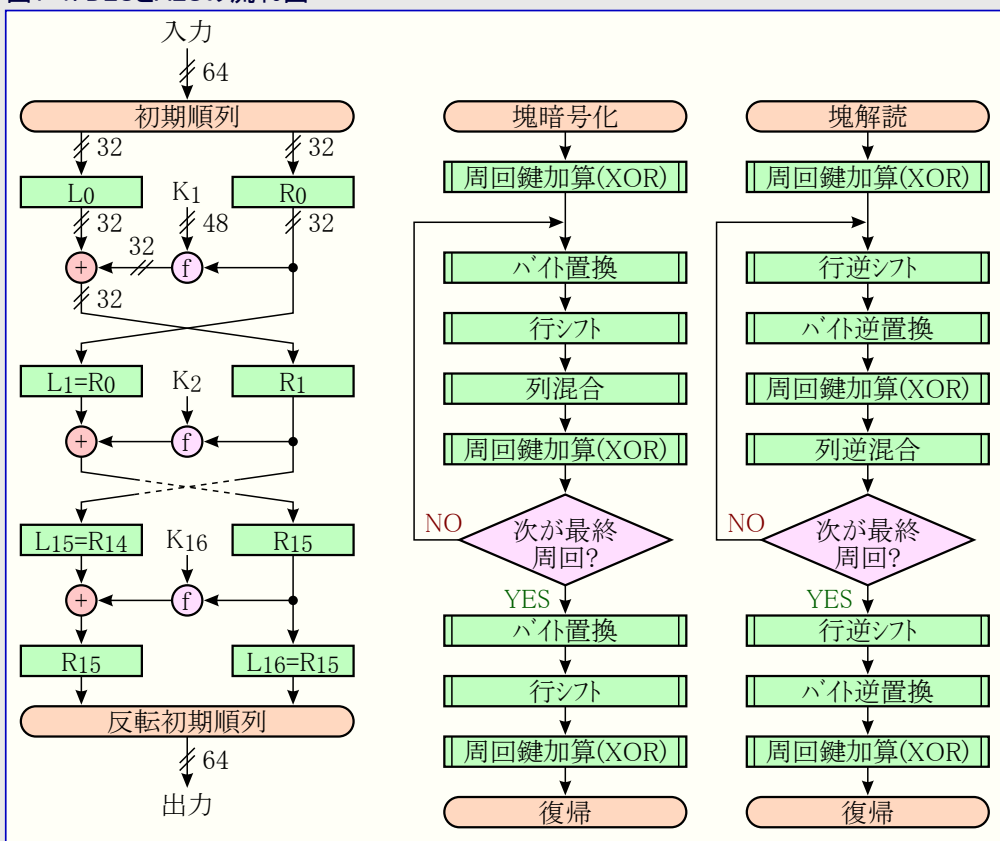 入力
64
初期順列
32
32
L0
K1
R0
32
48
32
32
+
f
32
L1=R0
K2
R1
+
f
L15=R14
K16
R15
+
f
R15
L16=R15
反転初期順列
64
出力
塊暗号化
周回鍵加算(XOR)
バイト置換
行シフト
列混合
周回鍵加算(XOR)
NO
次が最終
周回?
YES
バイト置換
行シフト
周回鍵加算(XOR)
復帰
塊解読
周回鍵加算(XOR)
行逆シフト
バイト逆置換
周回鍵加算(XOR)
列逆混合
NO
次が最終
周回?
YES
行逆シフト
バイト逆置換
周回鍵加算(XOR)
復帰